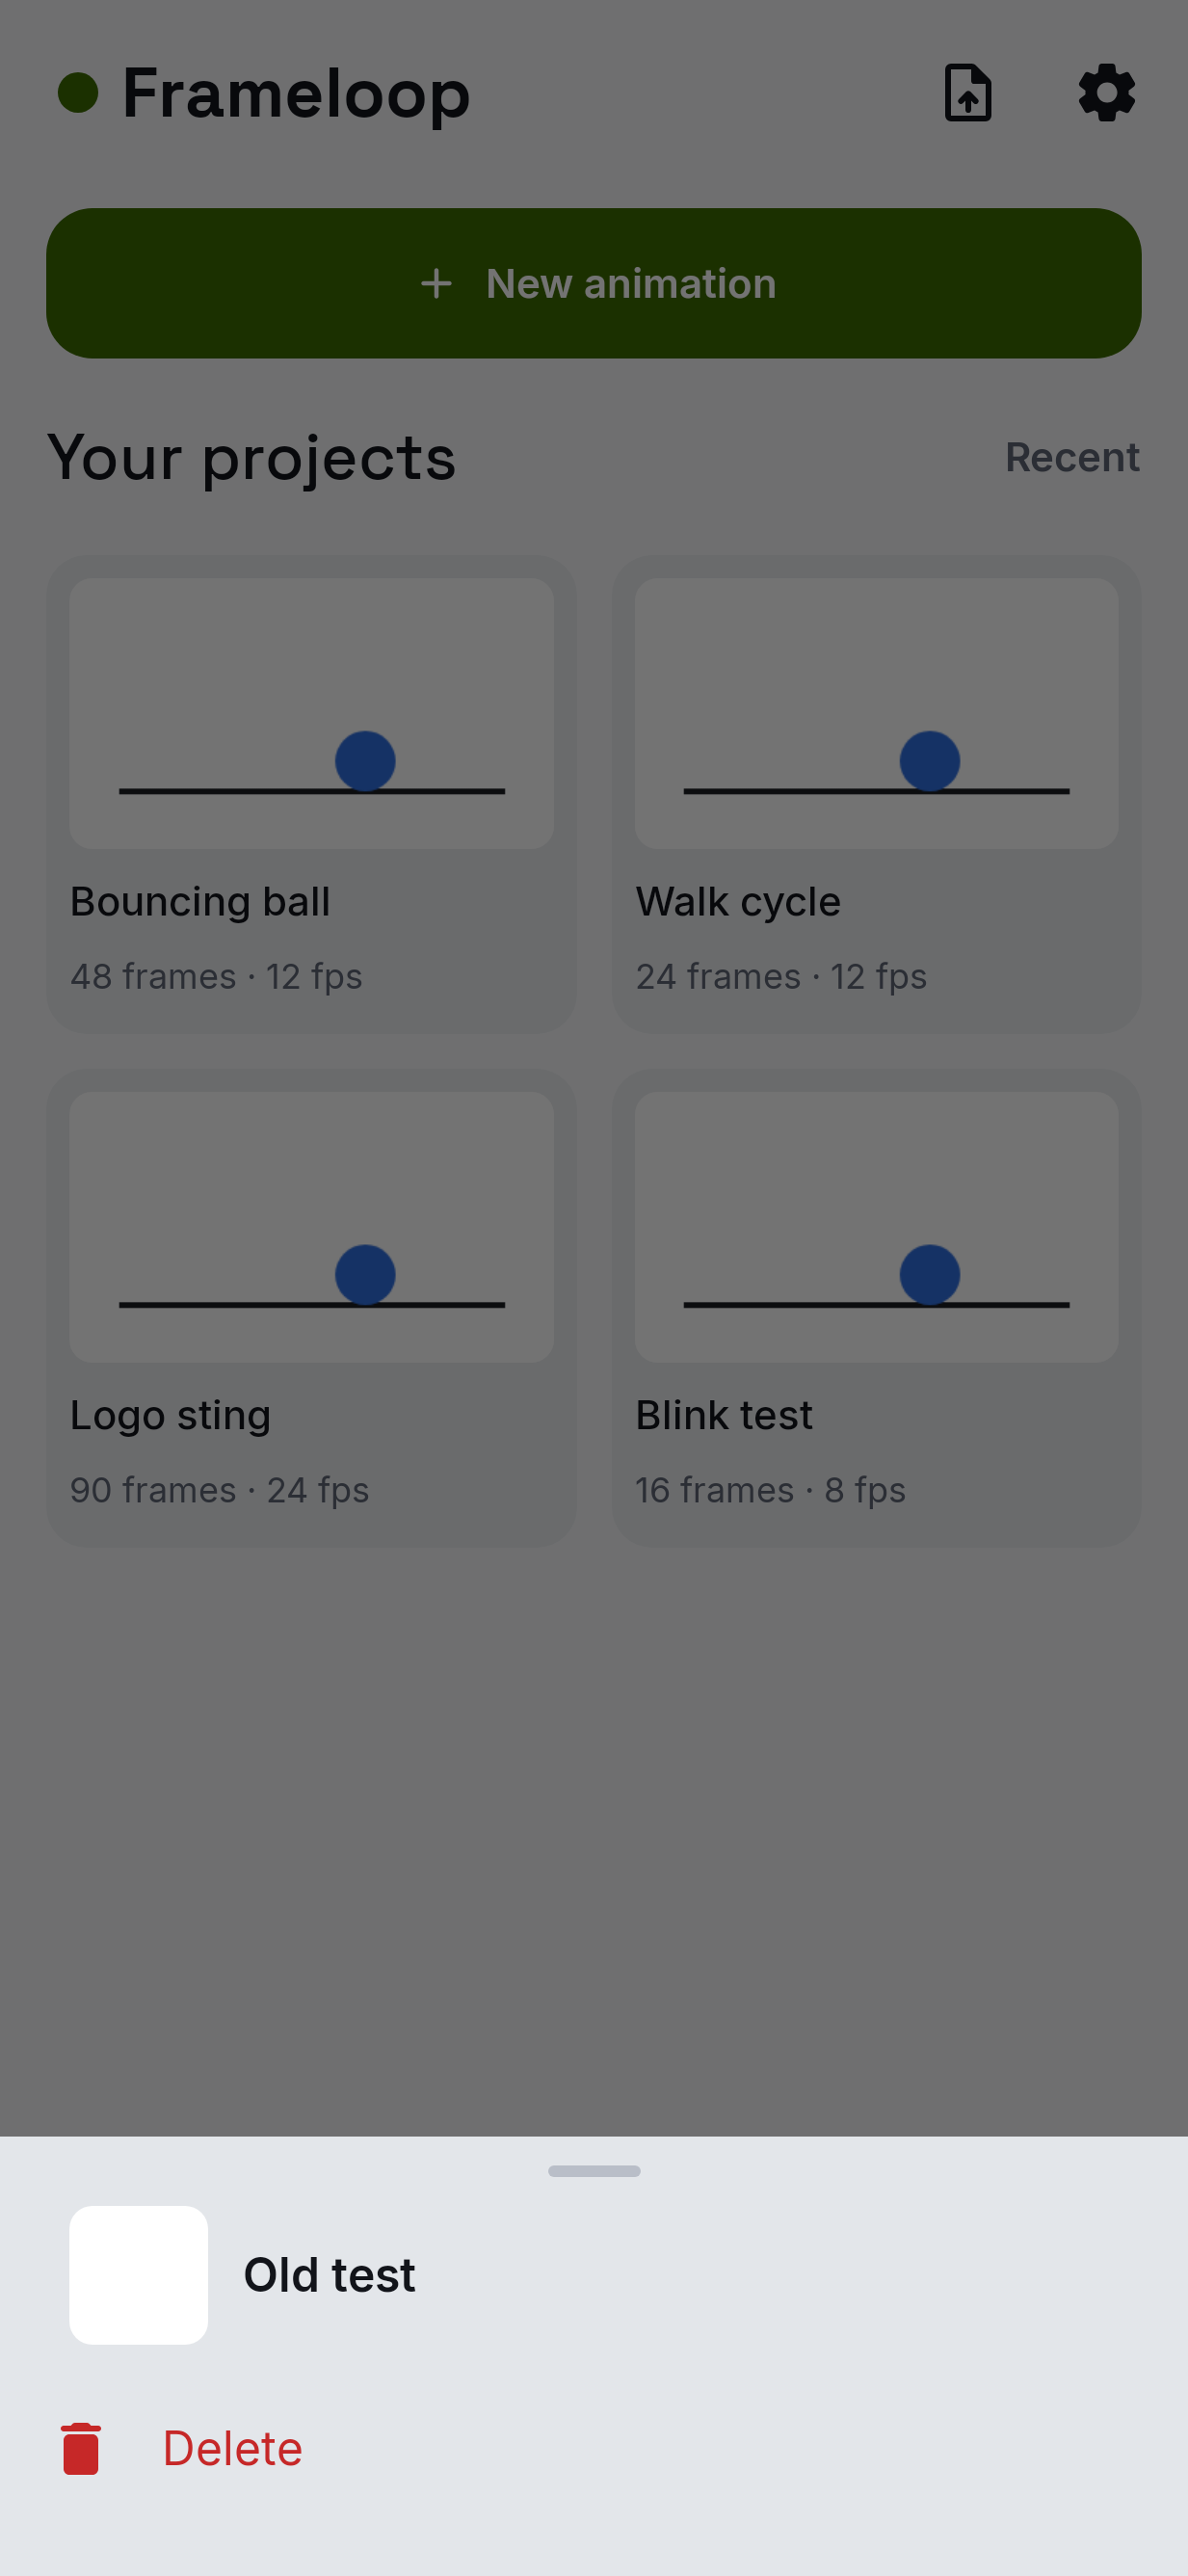 Frameloop
New animation
Your projects
Recent
Bouncing ball
48 frames · 12 fps
Walk cycle
24 frames · 12 fps
Logo sting
90 frames · 24 fps
Blink test
16 frames · 8 fps
Old test
Delete